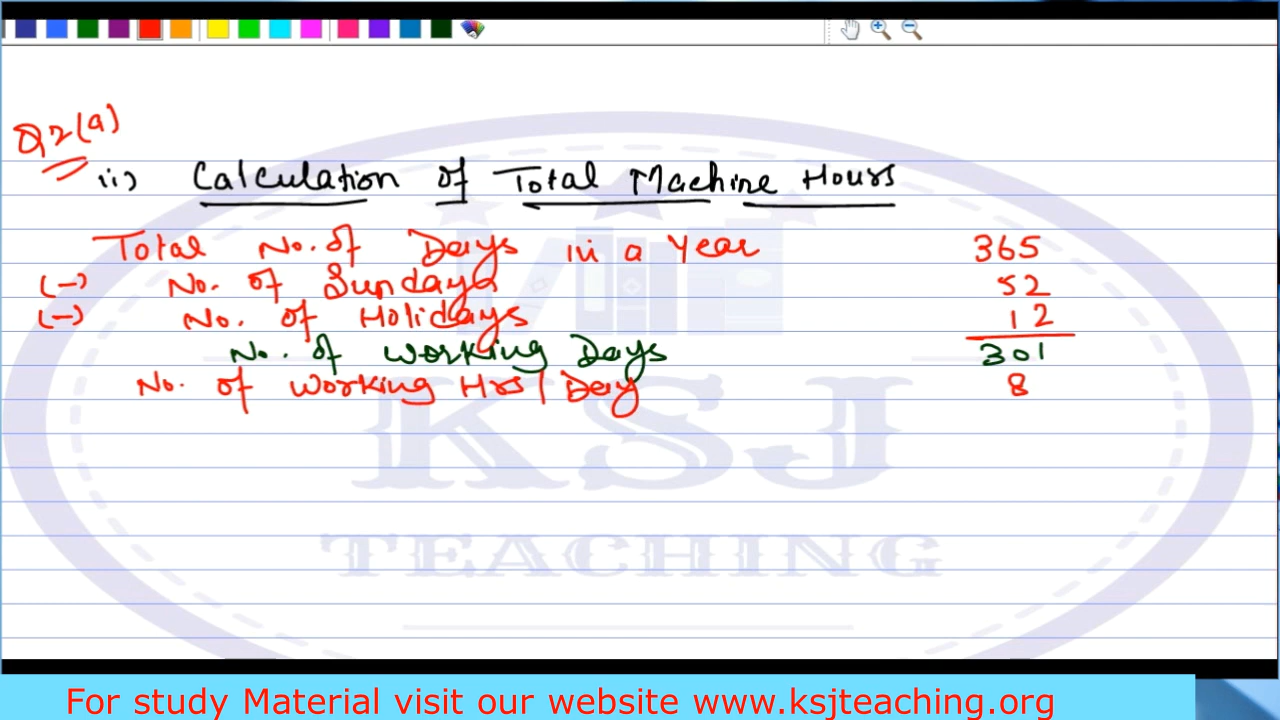 Q2(a)
ii) Calculation of Total Machine Hours
Total No. of Days in a Year 365
(-) No. of Sundays 52
(-) No. of Holidays 12
No. of Working Days 301
No. of Working Hrs / Day 8
KSJ
TEACHING
For study Material visit our website www.ksjteaching.org